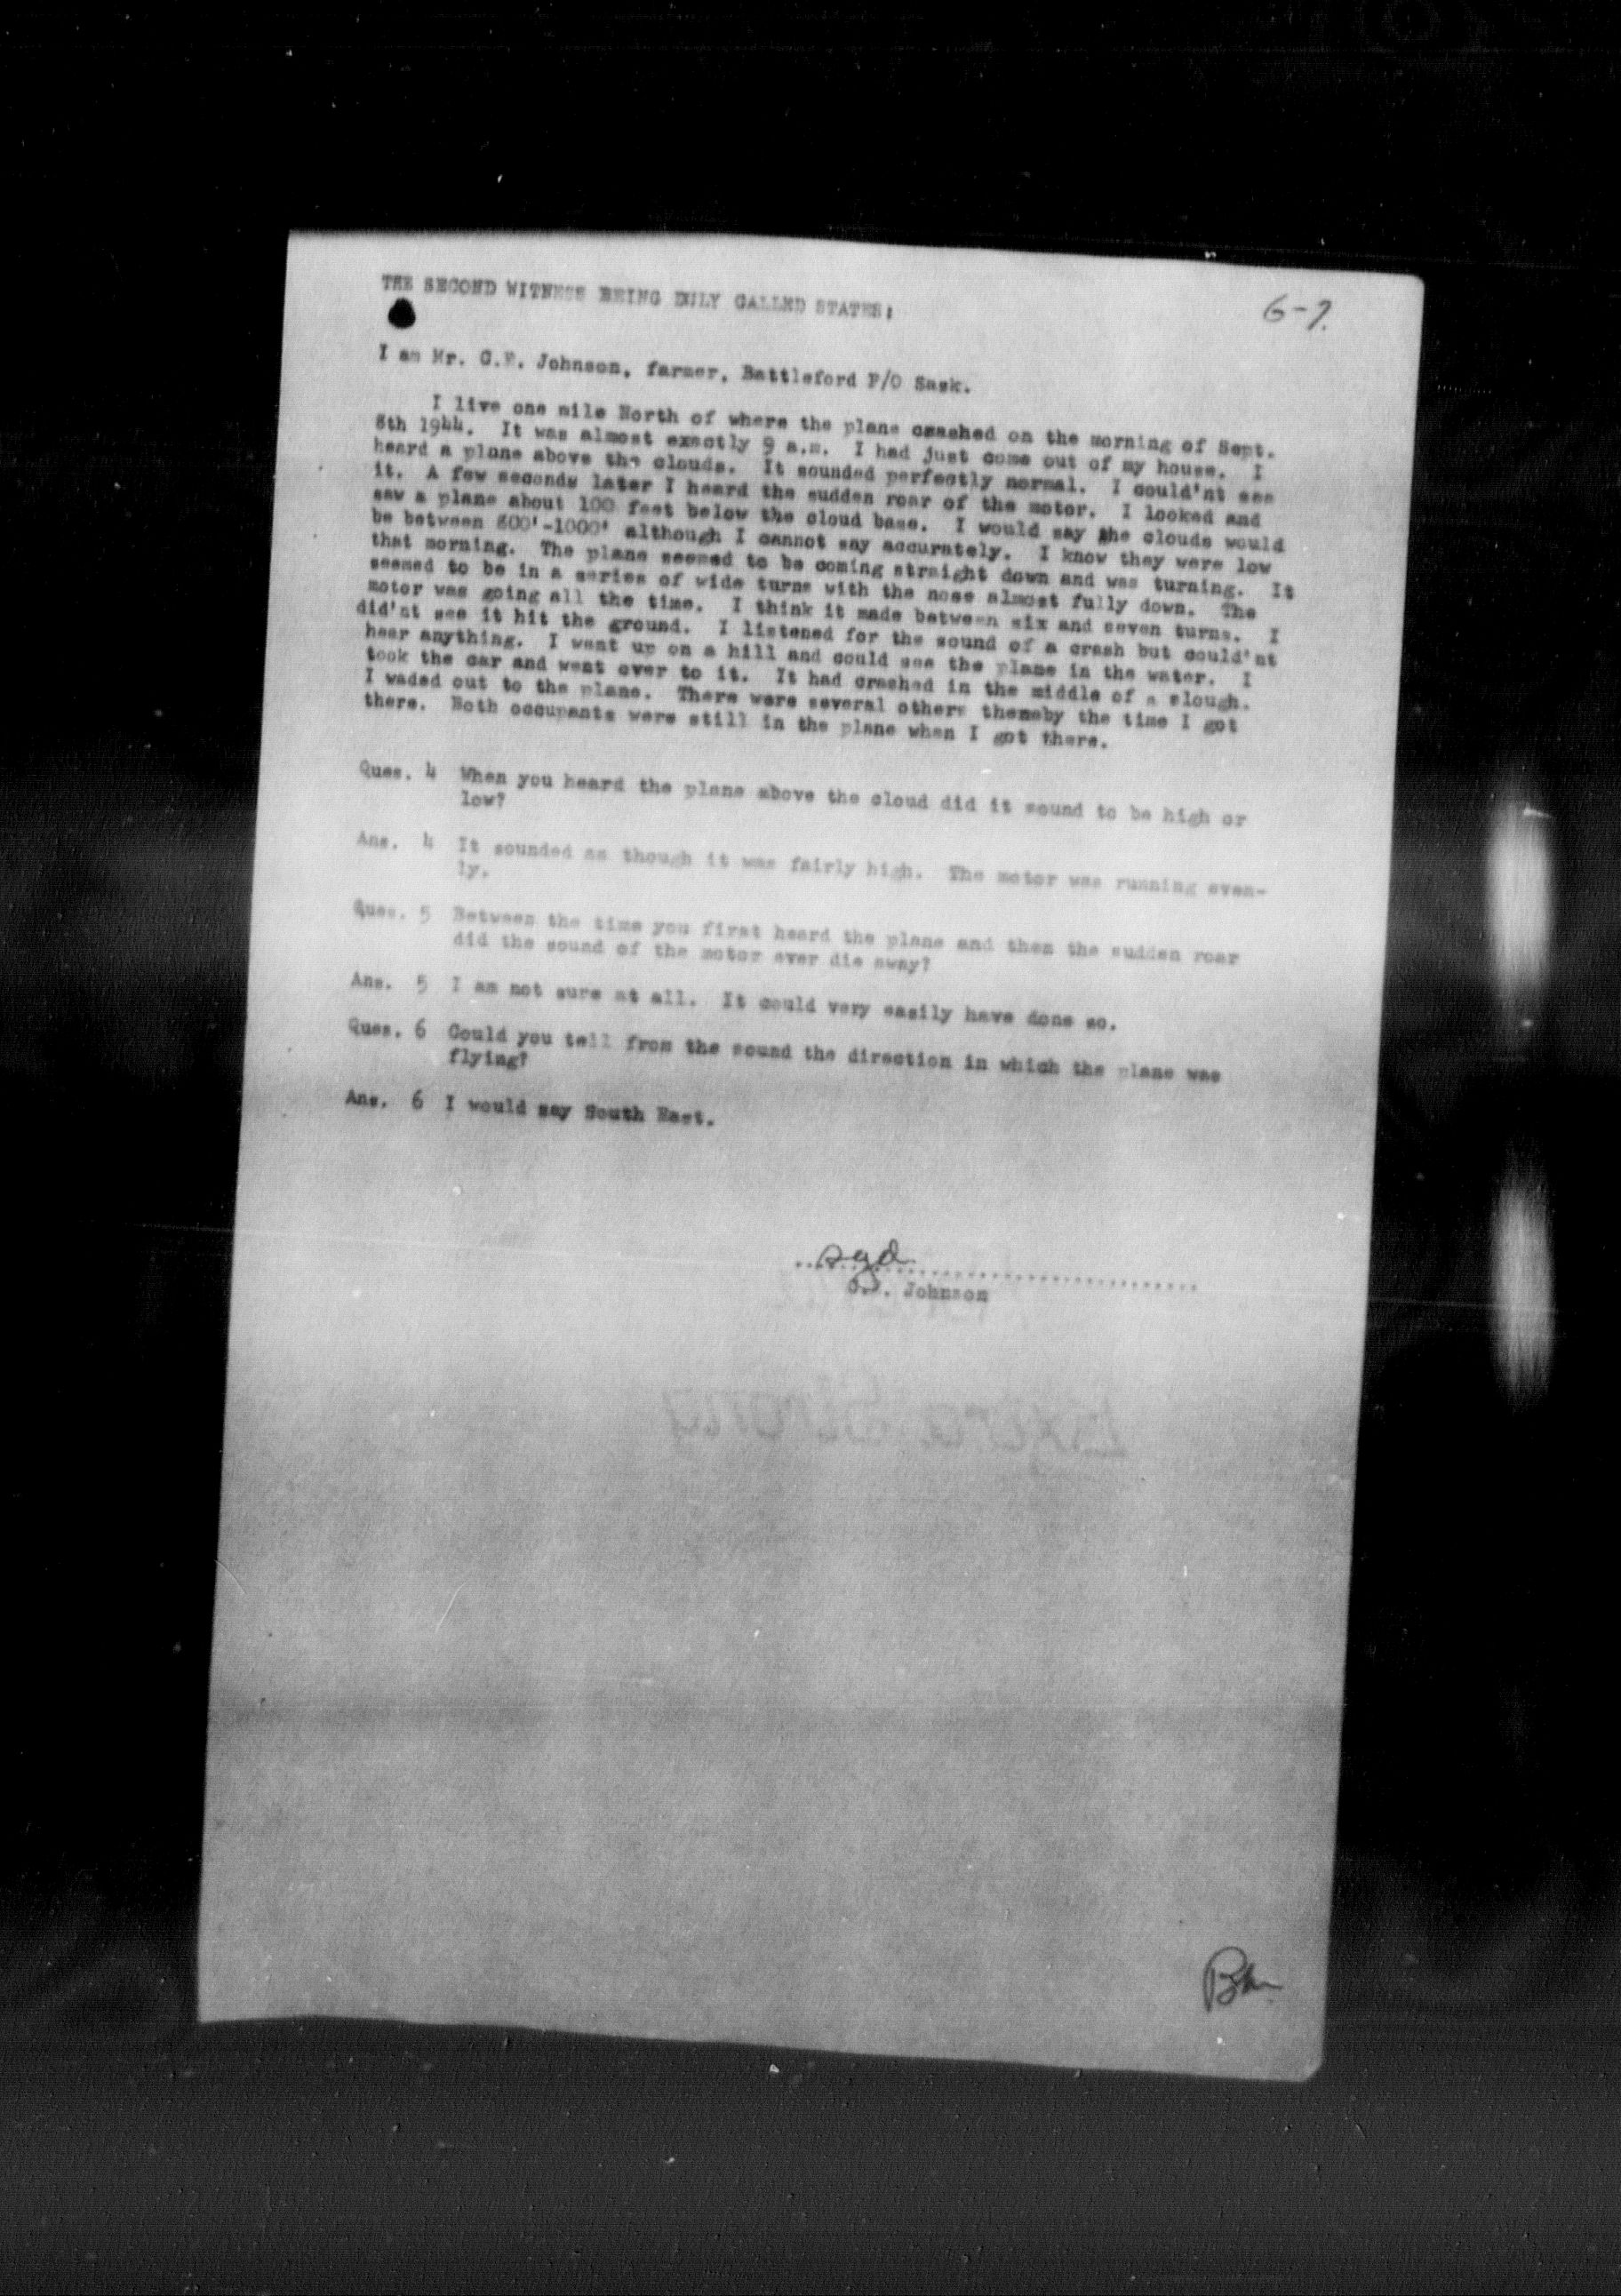 THE SECOND WITNESS BEING DULY CALLED STATES:
6-7.
I am Mr. C.E. Johnson, farmer, Battleford P/O Sask.
I live one mile North of where the plane crashed on the morning of Sept.
8th 1944. It was almost exactly 9 a.m. I had just come out of my house. I
heard a plane above the clouds. It sounded perfectly normal. I could'nt see
it. A few seconds later I heard the sudden roar of the motor. I looked and
saw a plane about 100 feet below the cloud base. I would say the clouds would
be between 800'-1000' although I cannot say accurately. I know they were low
that morning. The plane seemed to be coming straight down and was turning. It
seemed to be in a series of wide turns with the nose almost fully down. The
motor was going all the time. I think it made between six and seven turns. I
did'nt see it hit the ground. I listened for the sound of a crash but could'nt
hear anything. I went up on a hill and could see the plane in the water. I
took the car and went over to it. It had crashed in the middle of a slough.
I waded out to the plane. There were several others thereby the time I got
there. Both occupants were still in the plane when I got there.
Ques. 4 When you heard the plane above the cloud did it sound to be high or
low?
Ans. 4 It sounded as though it was fairly high. The motor was running even-
ly.
Ques. 5 Between the time you first heard the plane and then the sudden roar
did the sound of the motor ever die away?
Ans. 5 I am not sure at all. It could very easily have done so.
Ques. 6 Could you tell from the sound the direction in which the plane was
flying?
Ans. 6 I would say South East.
sgd
Johnson
Extra Strong